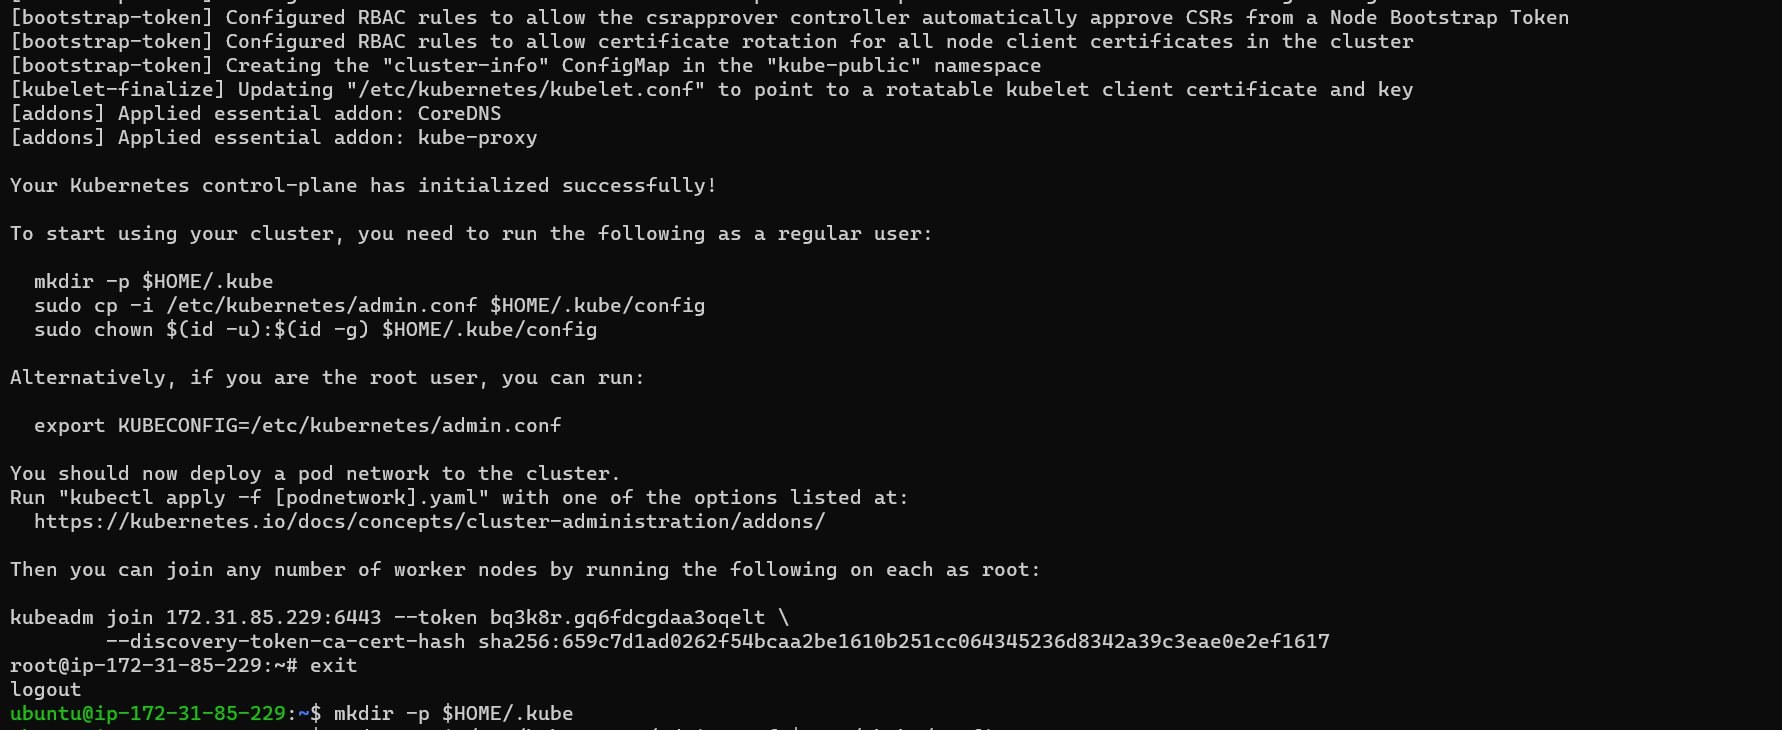 [bootstrap-token] Configured RBAC rules to allow the csrapprover controller automatically approve CSRs from a Node Bootstrap Token
[bootstrap-token] Configured RBAC rules to allow certificate rotation for all node client certificates in the cluster
[bootstrap-token] Creating the "cluster-info" ConfigMap in the "kube-public" namespace
[kubelet-finalize] Updating "/etc/kubernetes/kubelet.conf" to point to a rotatable kubelet client certificate and key
[addons] Applied essential addon: CoreDNS
[addons] Applied essential addon: kube-proxy
Your Kubernetes control-plane has initialized successfully!
To start using your cluster, you need to run the following as a regular user:
mkdir -p $HOME/.kube
sudo cp -i /etc/kubernetes/admin.conf $HOME/.kube/config
sudo chown $(id -u):$(id -g) $HOME/.kube/config
Alternatively, if you are the root user, you can run:
export KUBECONFIG=/etc/kubernetes/admin.conf
You should now deploy a pod network to the cluster.
Run "kubectl apply -f [podnetwork].yaml" with one of the options listed at:
https://kubernetes.io/docs/concepts/cluster-administration/addons/
Then you can join any number of worker nodes by running the following on each as root:
kubeadm join 172.31.85.229:6443 --token bq3k8r.gq6fdcgdaa3oqelt \
--discovery-token-ca-cert-hash sha256:659c7d1ad0262f54bcaa2be1610b251cc064345236d8342a39c3eae0e2ef1617
root@ip-172-31-85-229:~# exit
logout
ubuntu@ip-172-31-85-229:~$ mkdir -p $HOME/.kube